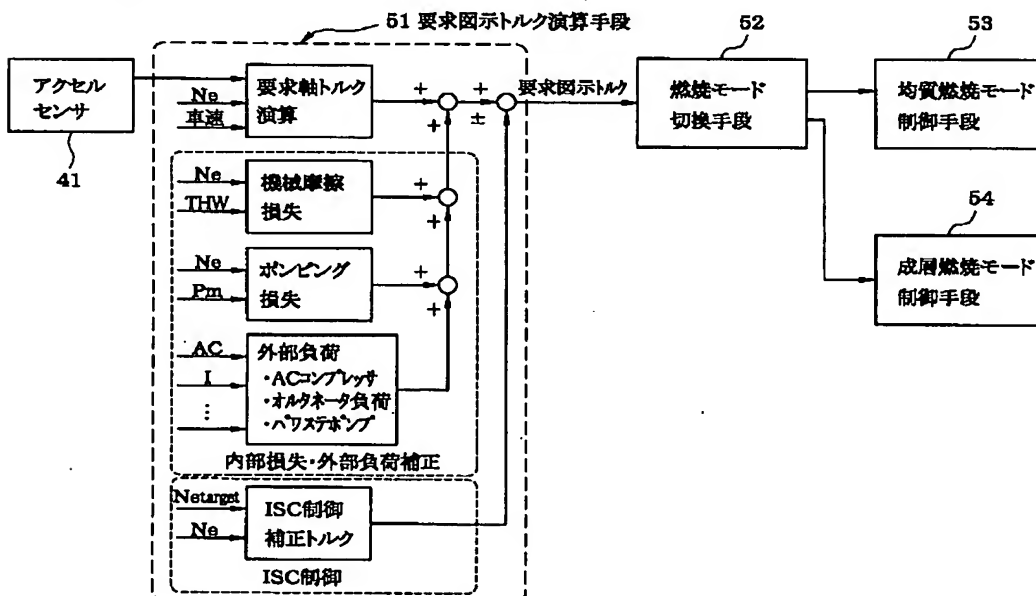 51 要求図示トルク演算手段
アクセル
センサ
41
Ne
車速
要求軸トルク
演算
+
+
+
±
要求図示トルク
52
燃焼モード
切換手段
53
均質燃焼モード
制御手段
54
成層燃焼モード
制御手段
Ne
THW
機械摩擦
損失
+
+
Ne
Pm
ポンピング
損失
+
+
AC
I
⋮
外部負荷
・ACコンプレッサ
・オルタネータ負荷
・パワステポンプ
内部損失・外部負荷補正
Netarget
Ne
ISC制御
補正トルク
ISC制御